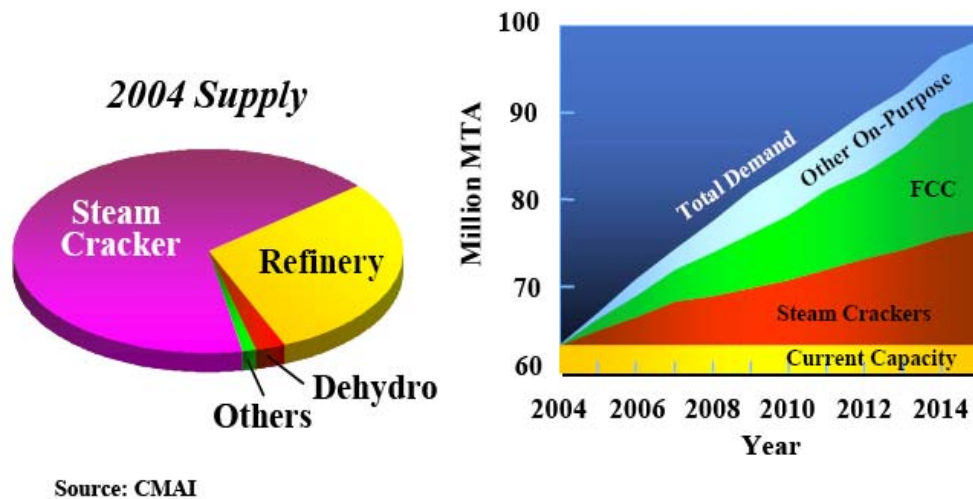 2004 Supply
Steam
Cracker
Refinery
Dehydro
Others
Source: CMAI
Million MTA
100
90
80
70
60
Total Demand
Other On-Purpose
FCC
Steam Crackers
Current Capacity
2004 2006 2008 2010 2012 2014
Year